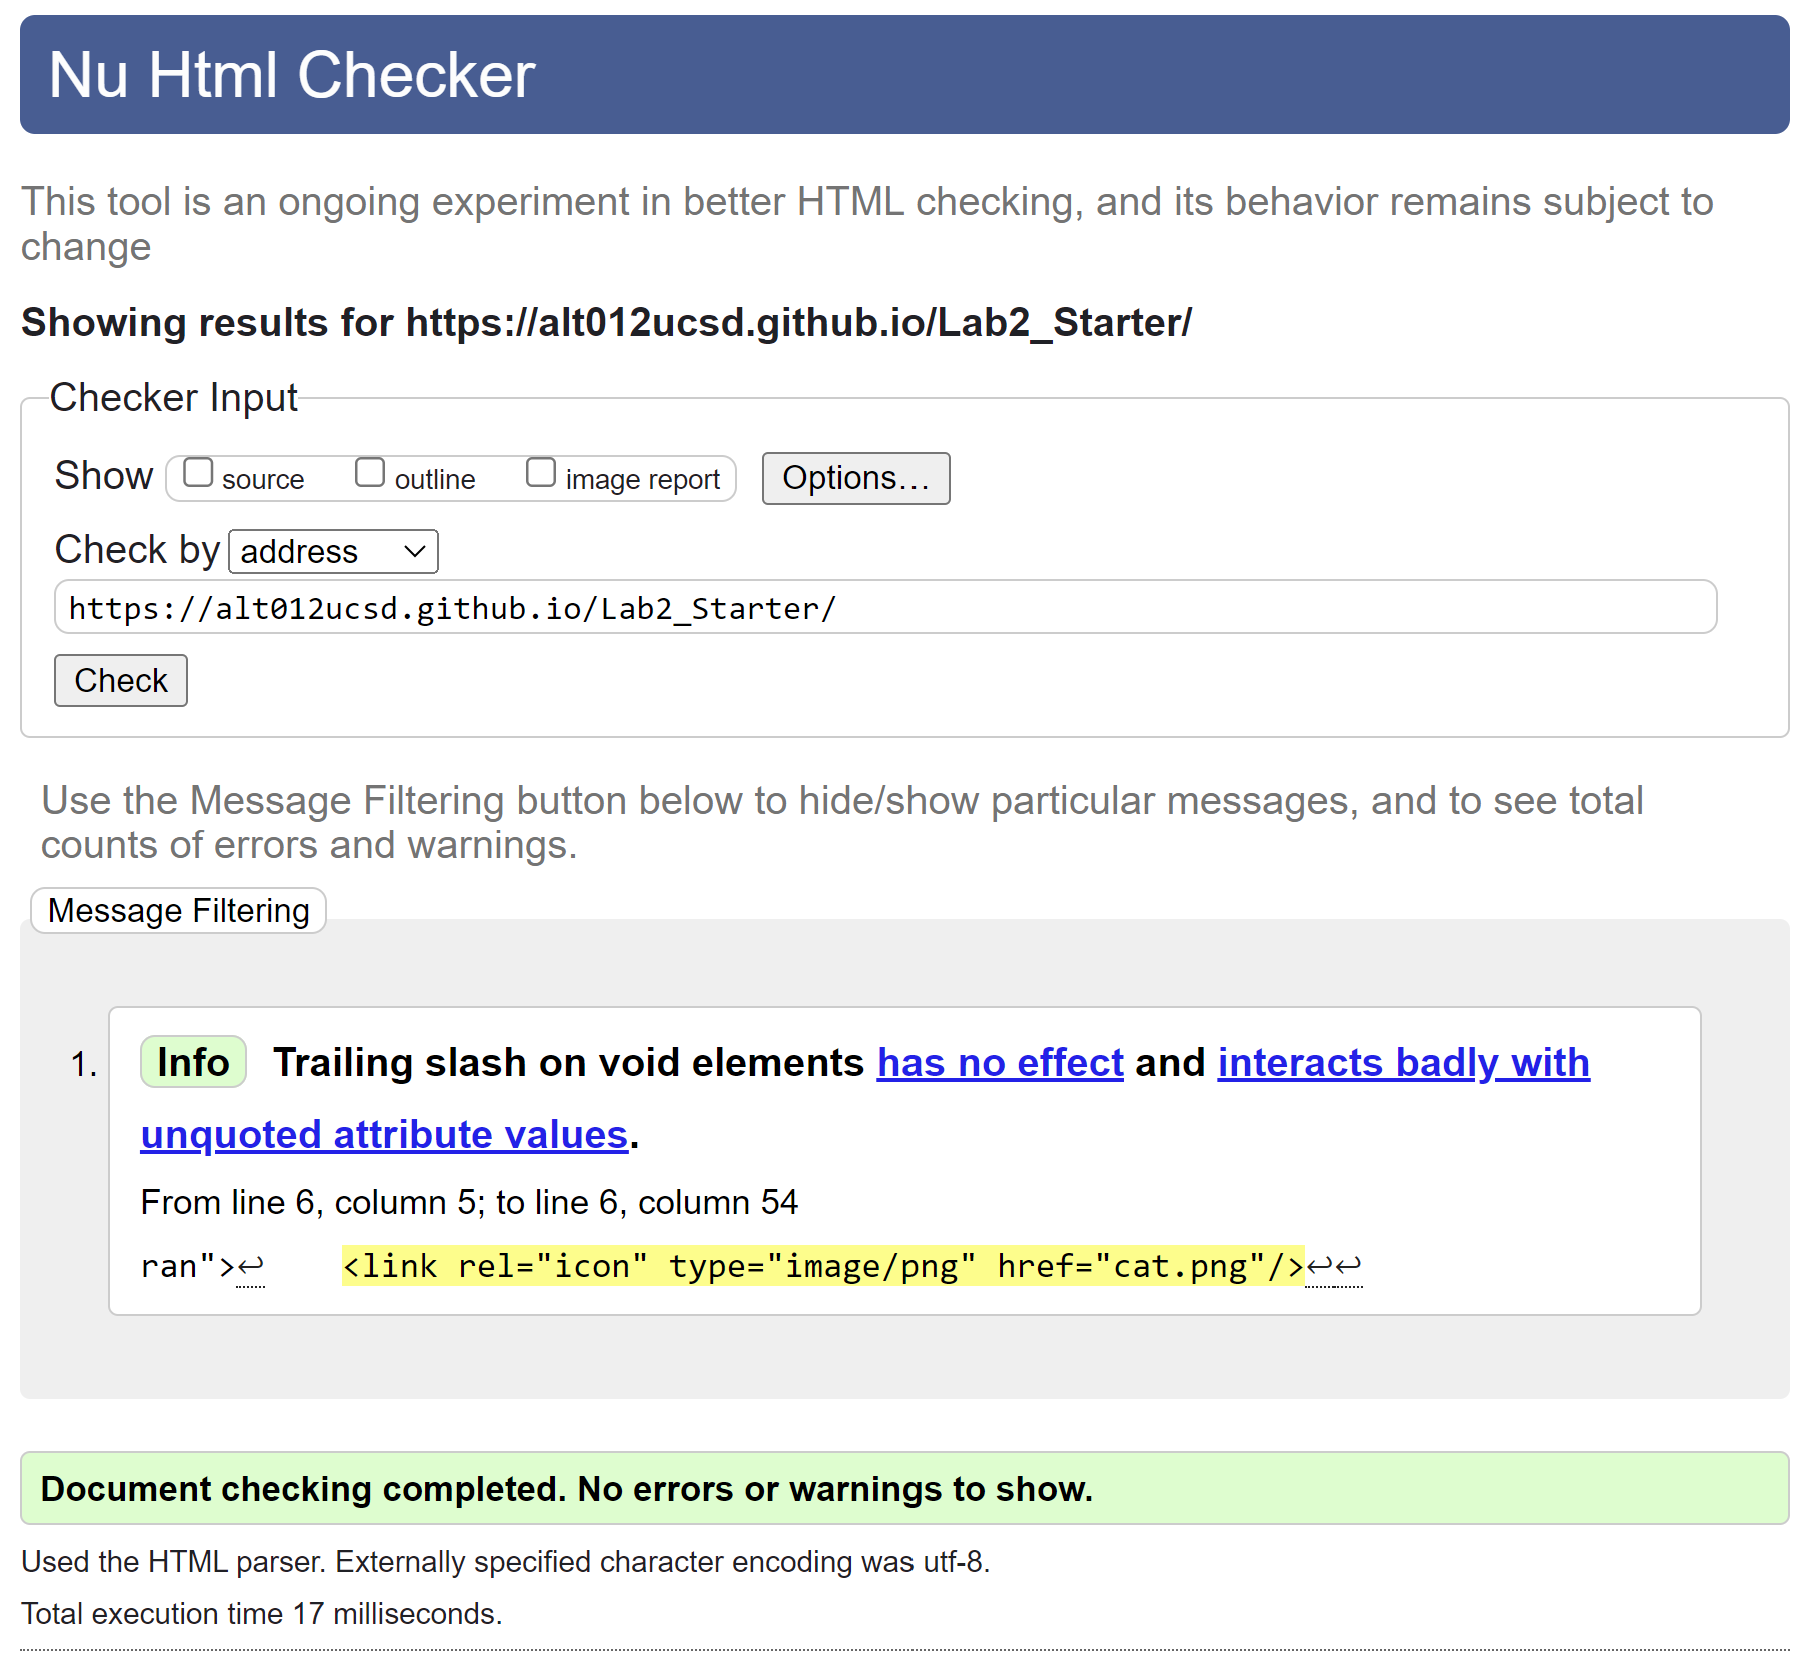 Nu Html Checker
This tool is an ongoing experiment in better HTML checking, and its behavior remains subject to
change
Showing results for https://alt012ucsd.github.io/Lab2_Starter/
Checker Input
Show source outline image report Options…
Check by address
https://alt012ucsd.github.io/Lab2_Starter/
Check
Use the Message Filtering button below to hide/show particular messages, and to see total
counts of errors and warnings.
Message Filtering
1. Info Trailing slash on void elements has no effect and interacts badly with
unquoted attribute values.
From line 6, column 5; to line 6, column 54
ran">↩    <link rel="icon" type="image/png" href="cat.png"/>↩↩
Document checking completed. No errors or warnings to show.
Used the HTML parser. Externally specified character encoding was utf-8.
Total execution time 17 milliseconds.